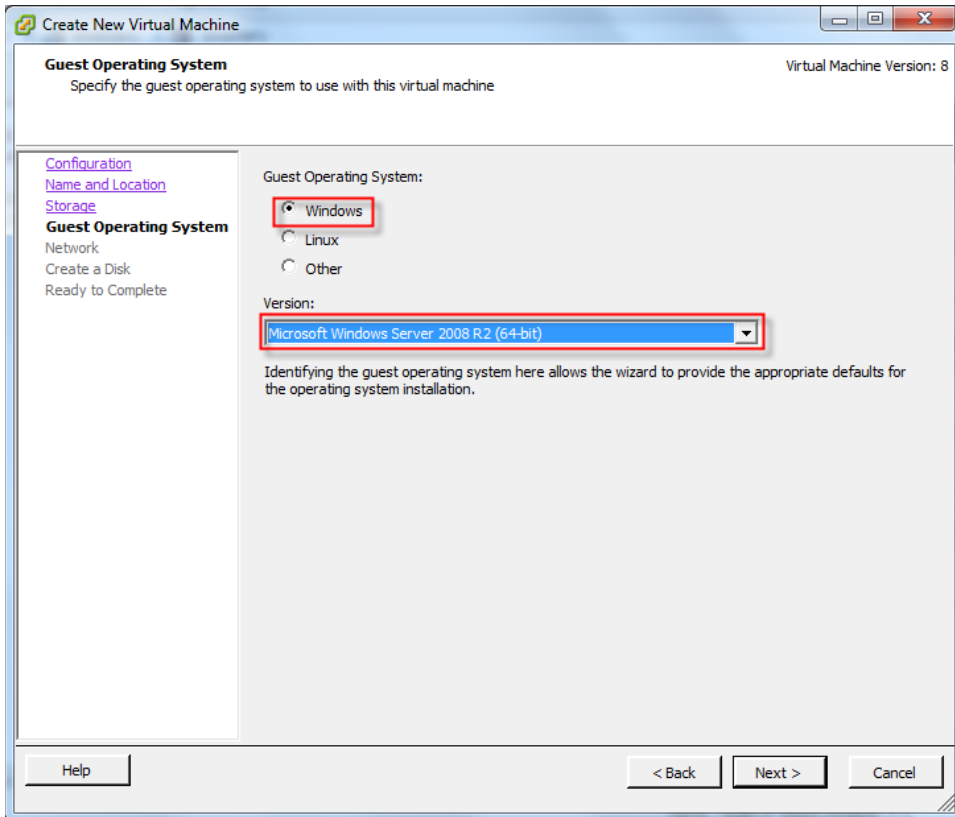 Create New Virtual Machine
Guest Operating System
Virtual Machine Version: 8
Specify the guest operating system to use with this virtual machine
Configuration
Name and Location
Storage
Guest Operating System
Network
Create a Disk
Ready to Complete
Guest Operating System:
Windows
Linux
Other
Version:
Microsoft Windows Server 2008 R2 (64-bit)
Identifying the guest operating system here allows the wizard to provide the appropriate defaults for
the operating system installation.
Help
< Back
Next >
Cancel